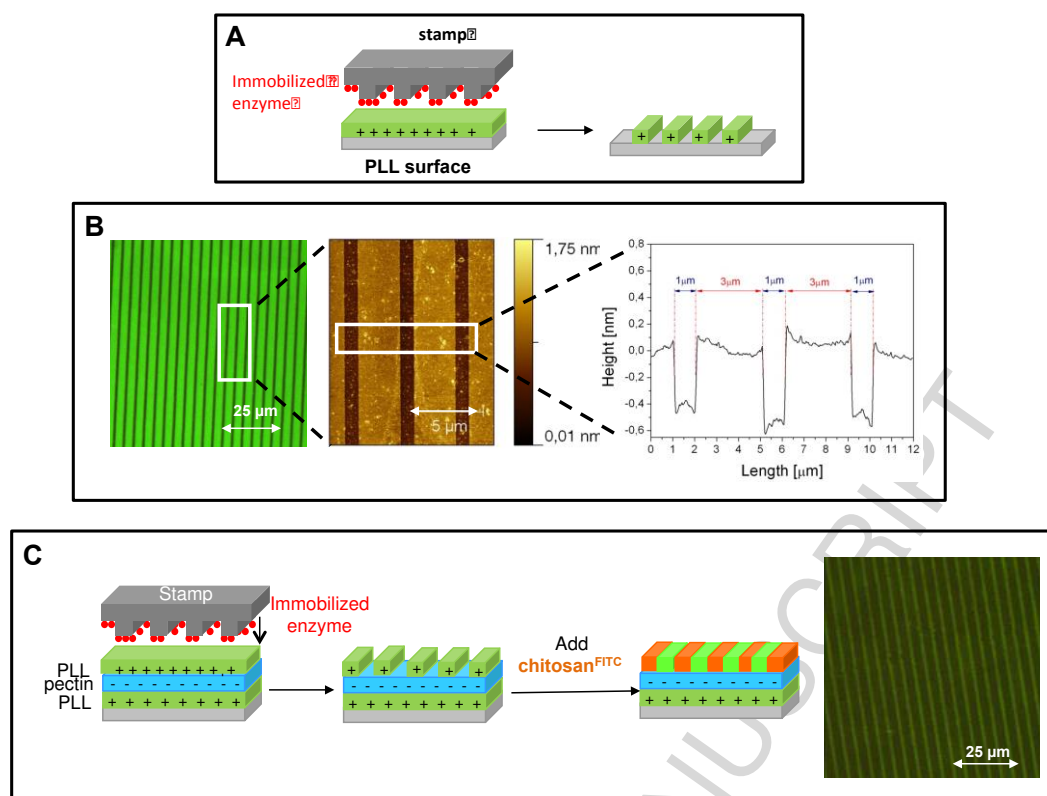 A
stamp⍰
Immobilized⍰
enzyme⍰
+ + + + + + + + +
+ + + +
PLL surface
B
25 µm
5 µm
1,75 nm
0,01 nm
Height [nm]
0,8
0,6
0,4
0,2
0,0
-0,2
-0,4
-0,6
1µm
3µm
1µm
3µm
1µm
0 1 2 3 4 5 6 7 8 9 10 11 12
Length [µm]
C
Stamp
Immobilized
enzyme
PLL
+ + + + + + + + +
pectin
- - - - - - - -
PLL
+ + + + + + + +
+ + + + +
- - - - - - - -
+ + + + + + + +
Add
chitosanFITC
- - - - - - - -
+ + + + + + + +
25 µm
NUSCRIPT